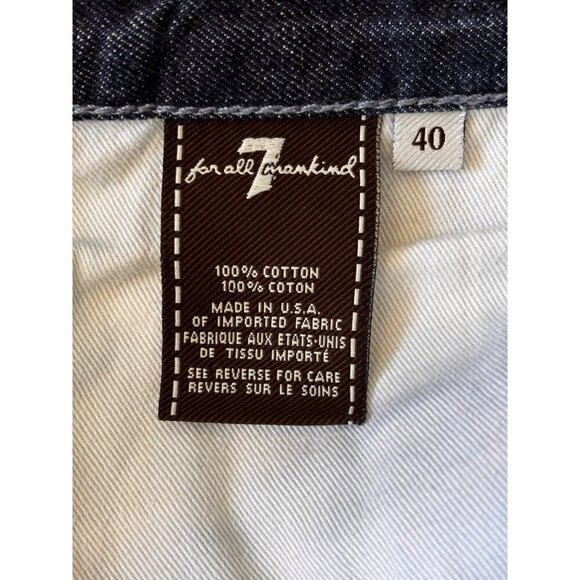 for all 7 mankind
40
100% COTTON
100% COTON
MADE IN U.S.A.
OF IMPORTED FABRIC
FABRIQUE AUX ETATS-UNIS
DE TISSU IMPORTÉ
SEE REVERSE FOR CARE
REVERS SUR LE SOINS